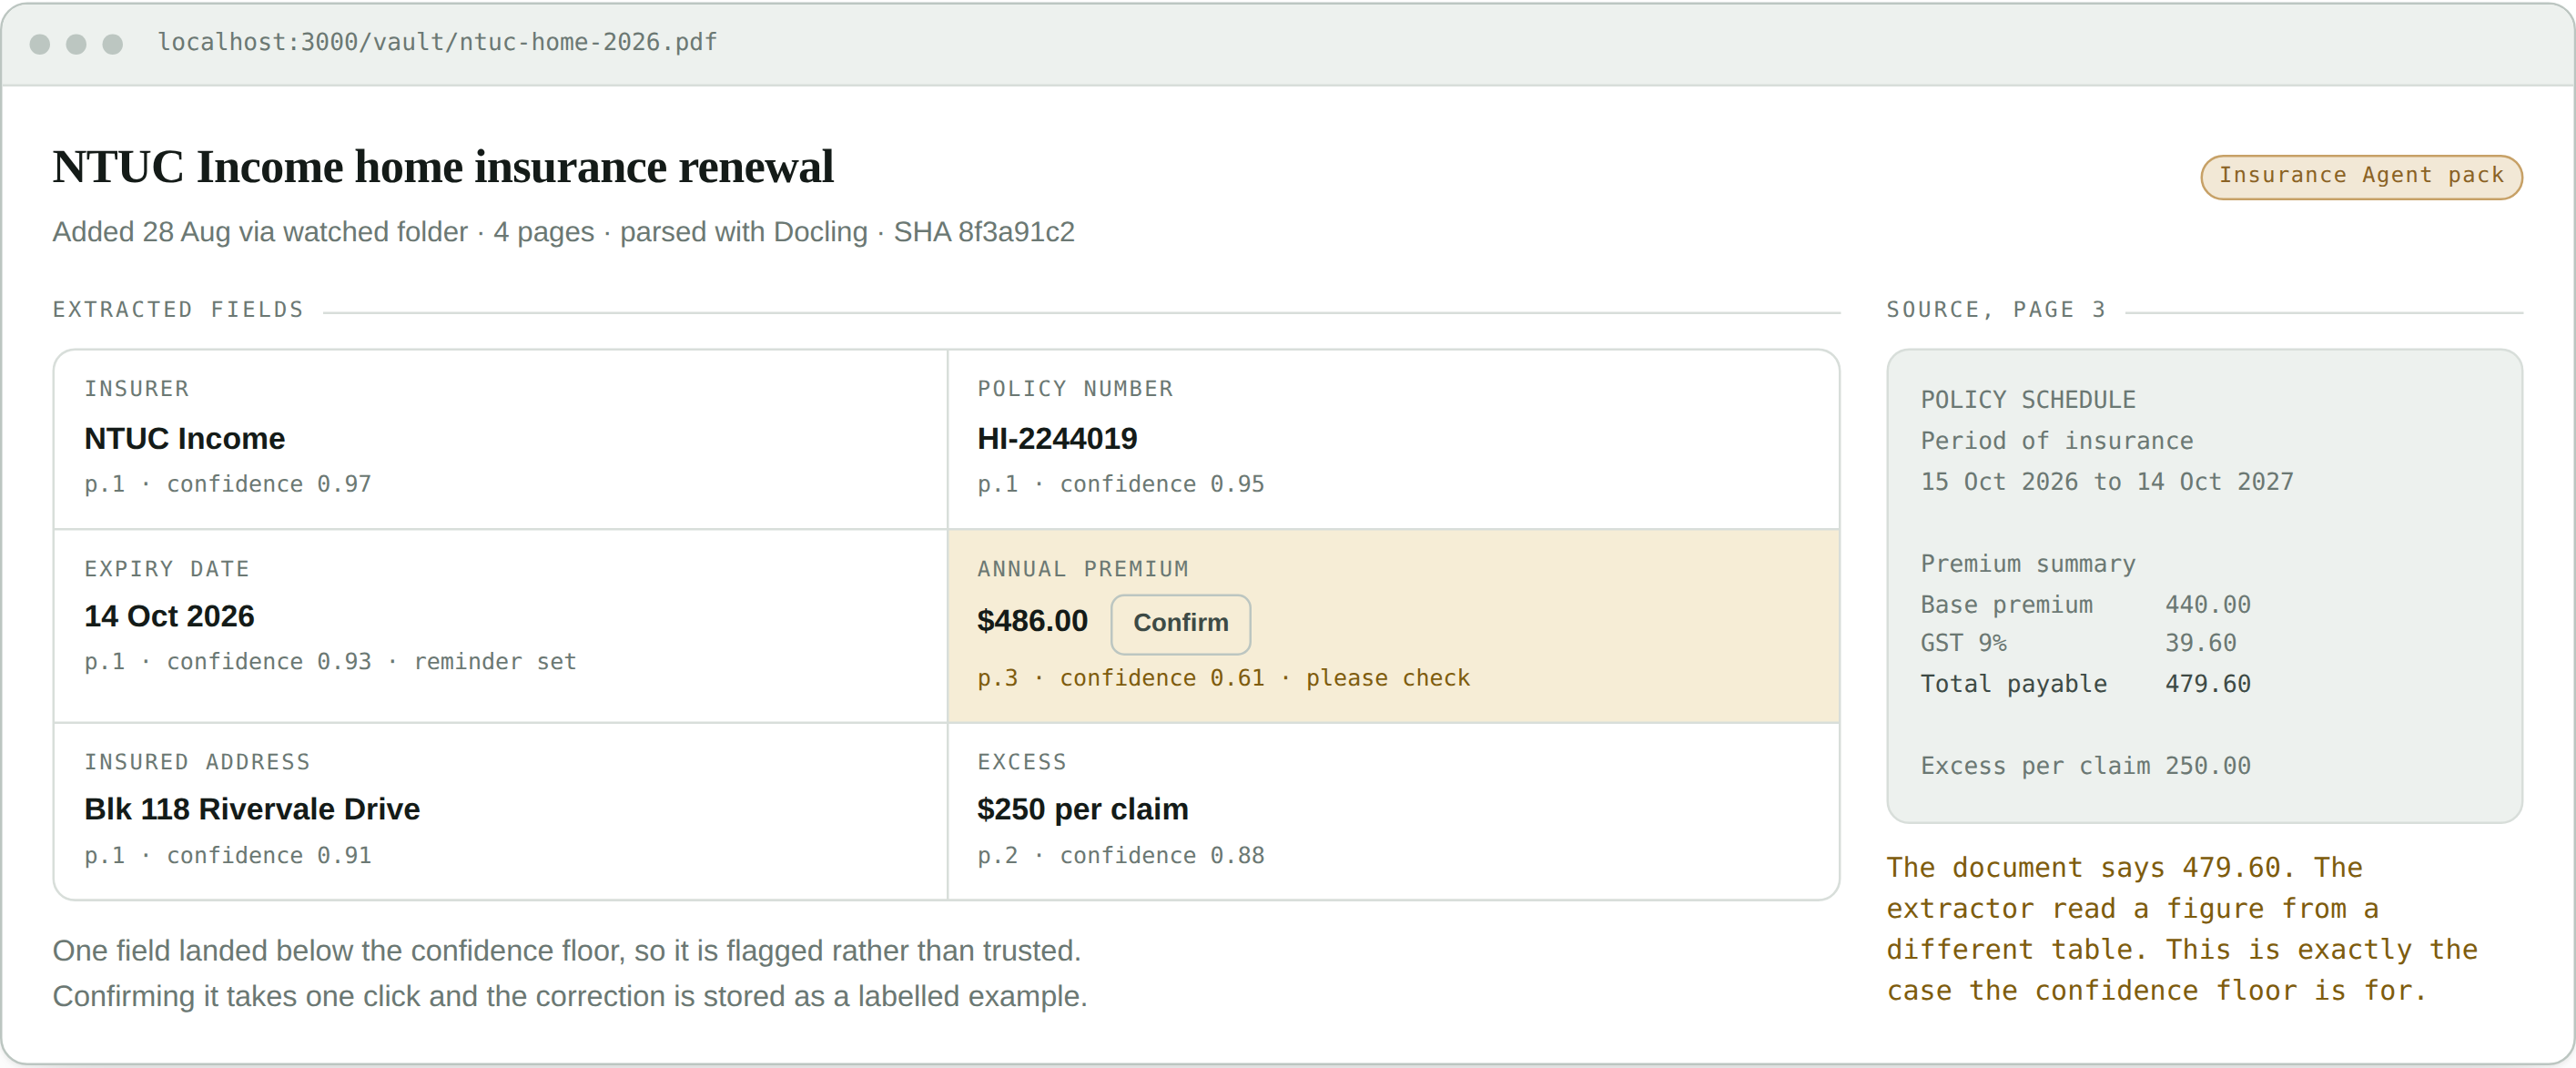 localhost:3000/vault/ntuc-home-2026.pdf
NTUC Income home insurance renewal
Insurance Agent pack
Added 28 Aug via watched folder · 4 pages · parsed with Docling · SHA 8f3a91c2
EXTRACTED FIELDS
INSURER
NTUC Income
p.1 · confidence 0.97
POLICY NUMBER
HI-2244019
p.1 · confidence 0.95
EXPIRY DATE
14 Oct 2026
p.1 · confidence 0.93 · reminder set
ANNUAL PREMIUM
$486.00 Confirm
p.3 · confidence 0.61 · please check
INSURED ADDRESS
Blk 118 Rivervale Drive
p.1 · confidence 0.91
EXCESS
$250 per claim
p.2 · confidence 0.88
One field landed below the confidence floor, so it is flagged rather than trusted.
Confirming it takes one click and the correction is stored as a labelled example.
SOURCE, PAGE 3
POLICY SCHEDULE
Period of insurance
15 Oct 2026 to 14 Oct 2027
Premium summary
Base premium 440.00
GST 9% 39.60
Total payable 479.60
Excess per claim 250.00
The document says 479.60. The
extractor read a figure from a
different table. This is exactly the
case the confidence floor is for.